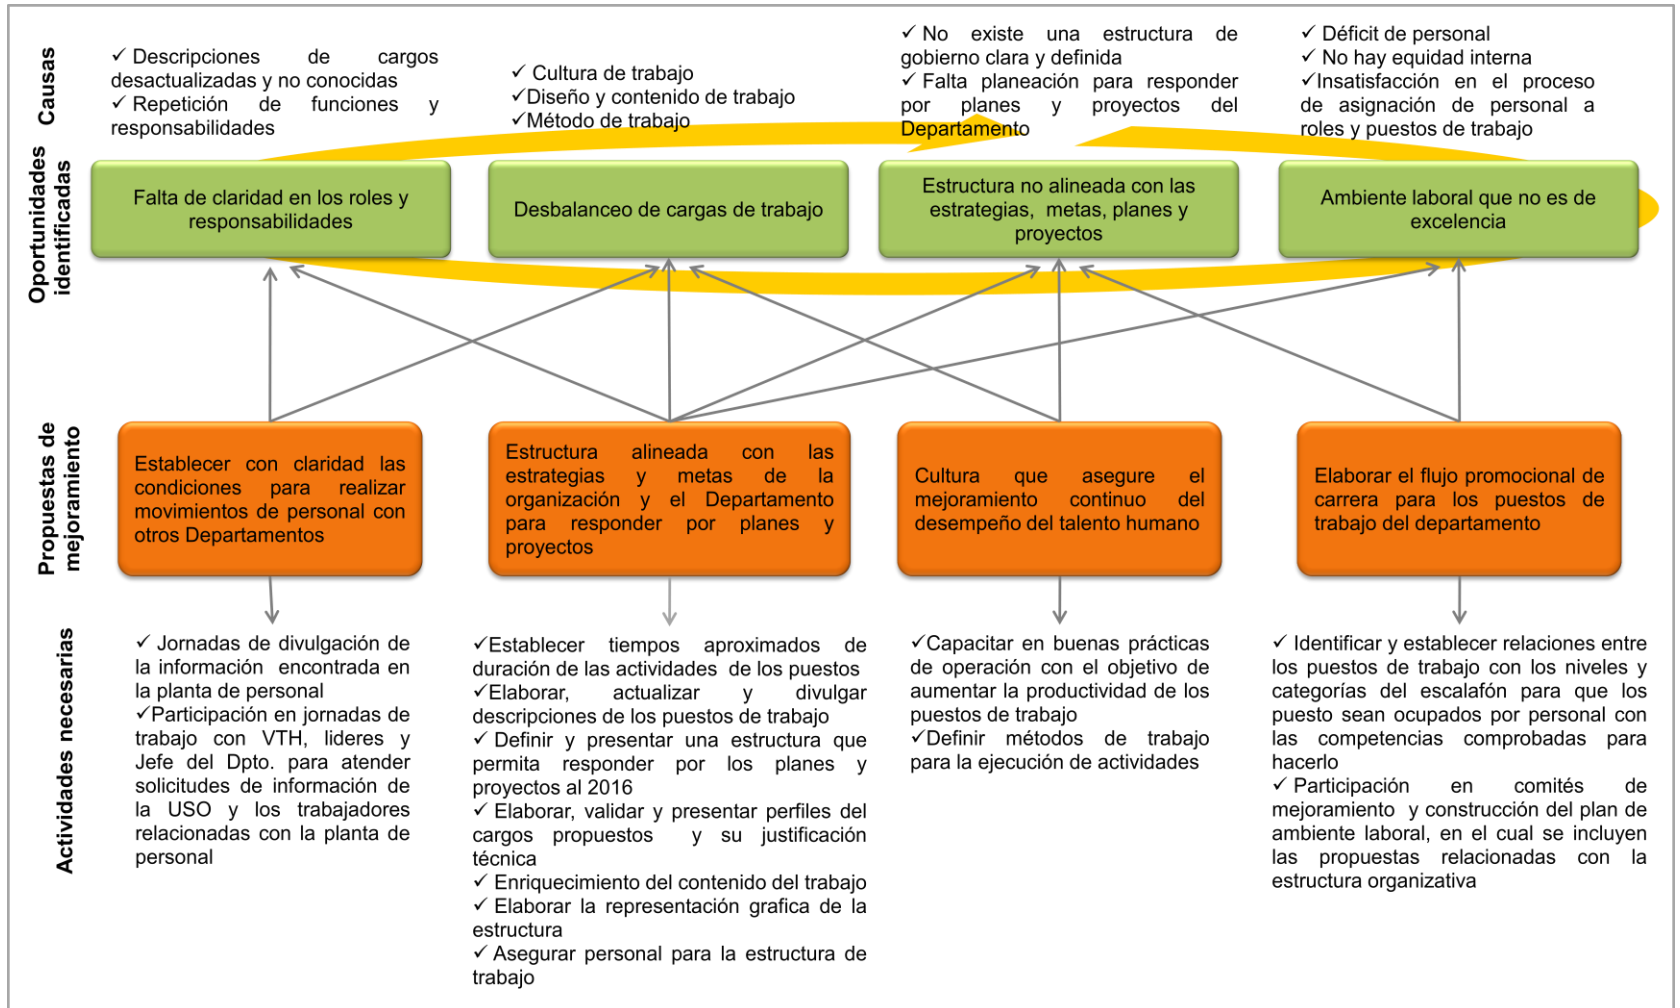 Causas
✓ Descripciones de cargos
desactualizadas y no conocidas
✓ Repetición de funciones y
responsabilidades
✓ Cultura de trabajo
✓Diseño y contenido de trabajo
✓Método de trabajo
✓ No existe una estructura de
gobierno clara y definida
✓ Falta planeación para responder
por planes y proyectos del
Departamento
✓ Déficit de personal
✓ No hay equidad interna
✓Insatisfacción en el proceso
de asignación de personal a
roles y puestos de trabajo
Oportunidades
identificadas
Falta de claridad en los roles y
responsabilidades
Desbalanceo de cargas de trabajo
Estructura no alineada con las
estrategias, metas, planes y
proyectos
Ambiente laboral que no es de
excelencia
Propuestas de
mejoramiento
Establecer con claridad las
condiciones para realizar
movimientos de personal con
otros Departamentos
Estructura alineada con las
estrategias y metas de la
organización y el Departamento
para responder por planes y
proyectos
Cultura que asegure el
mejoramiento continuo del
desempeño del talento humano
Elaborar el flujo promocional de
carrera para los puestos de
trabajo del departamento
Actividades necesarias
✓ Jornadas de divulgación de
la información encontrada en
la planta de personal
✓Participación en jornadas de
trabajo con VTH, lideres y
Jefe del Dpto. para atender
solicitudes de información de
la USO y los trabajadores
relacionadas con la planta de
personal
✓Establecer tiempos aproximados de
duración de las actividades de los puestos
✓Elaborar, actualizar y divulgar
descripciones de los puestos de trabajo
✓ Definir y presentar una estructura que
permita responder por los planes y
proyectos al 2016
✓ Elaborar, validar y presentar perfiles del
cargos propuestos y su justificación
técnica
✓ Enriquecimiento del contenido del trabajo
✓ Elaborar la representación grafica de la
estructura
✓ Asegurar personal para la estructura de
trabajo
✓Capacitar en buenas prácticas
de operación con el objetivo de
aumentar la productividad de los
puestos de trabajo
✓Definir métodos de trabajo
para la ejecución de actividades
✓ Identificar y establecer relaciones entre
los puestos de trabajo con los niveles y
categorías del escalafón para que los
puesto sean ocupados por personal con
las competencias comprobadas para
hacerlo
✓ Participación en comités de
mejoramiento y construcción del plan de
ambiente laboral, en el cual se incluyen
las propuestas relacionadas con la
estructura organizativa